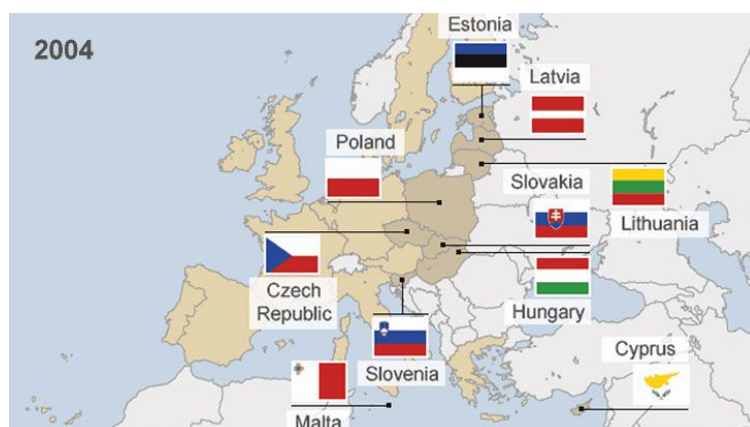 2004
Estonia
Latvia
Poland
Slovakia
Lithuania
Czech
Republic
Hungary
Slovenia
Cyprus
Malta